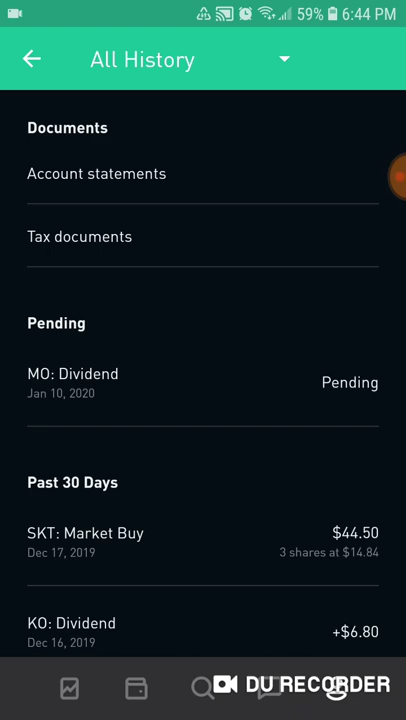 59% 6:44 PM
All History
Documents
Account statements
Tax documents
Pending
MO: Dividend
Pending
Jan 10, 2020
Past 30 Days
SKT: Market Buy
$44.50
Dec 17, 2019
3 shares at $14.84
KO: Dividend
+$6.80
Dec 16, 2019
DU RECORDER